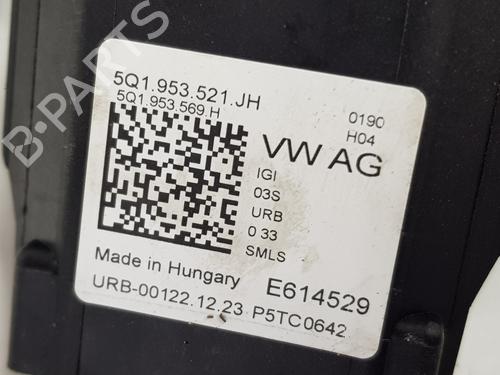 B-PARTS
5Q1.953.521.JH
5Q1.953.569.H
0190
H04
VW AG
IGI
03S
URB
0 33
SMLS
Made in Hungary
E614529
URB-00122.12.23 P5TC0642